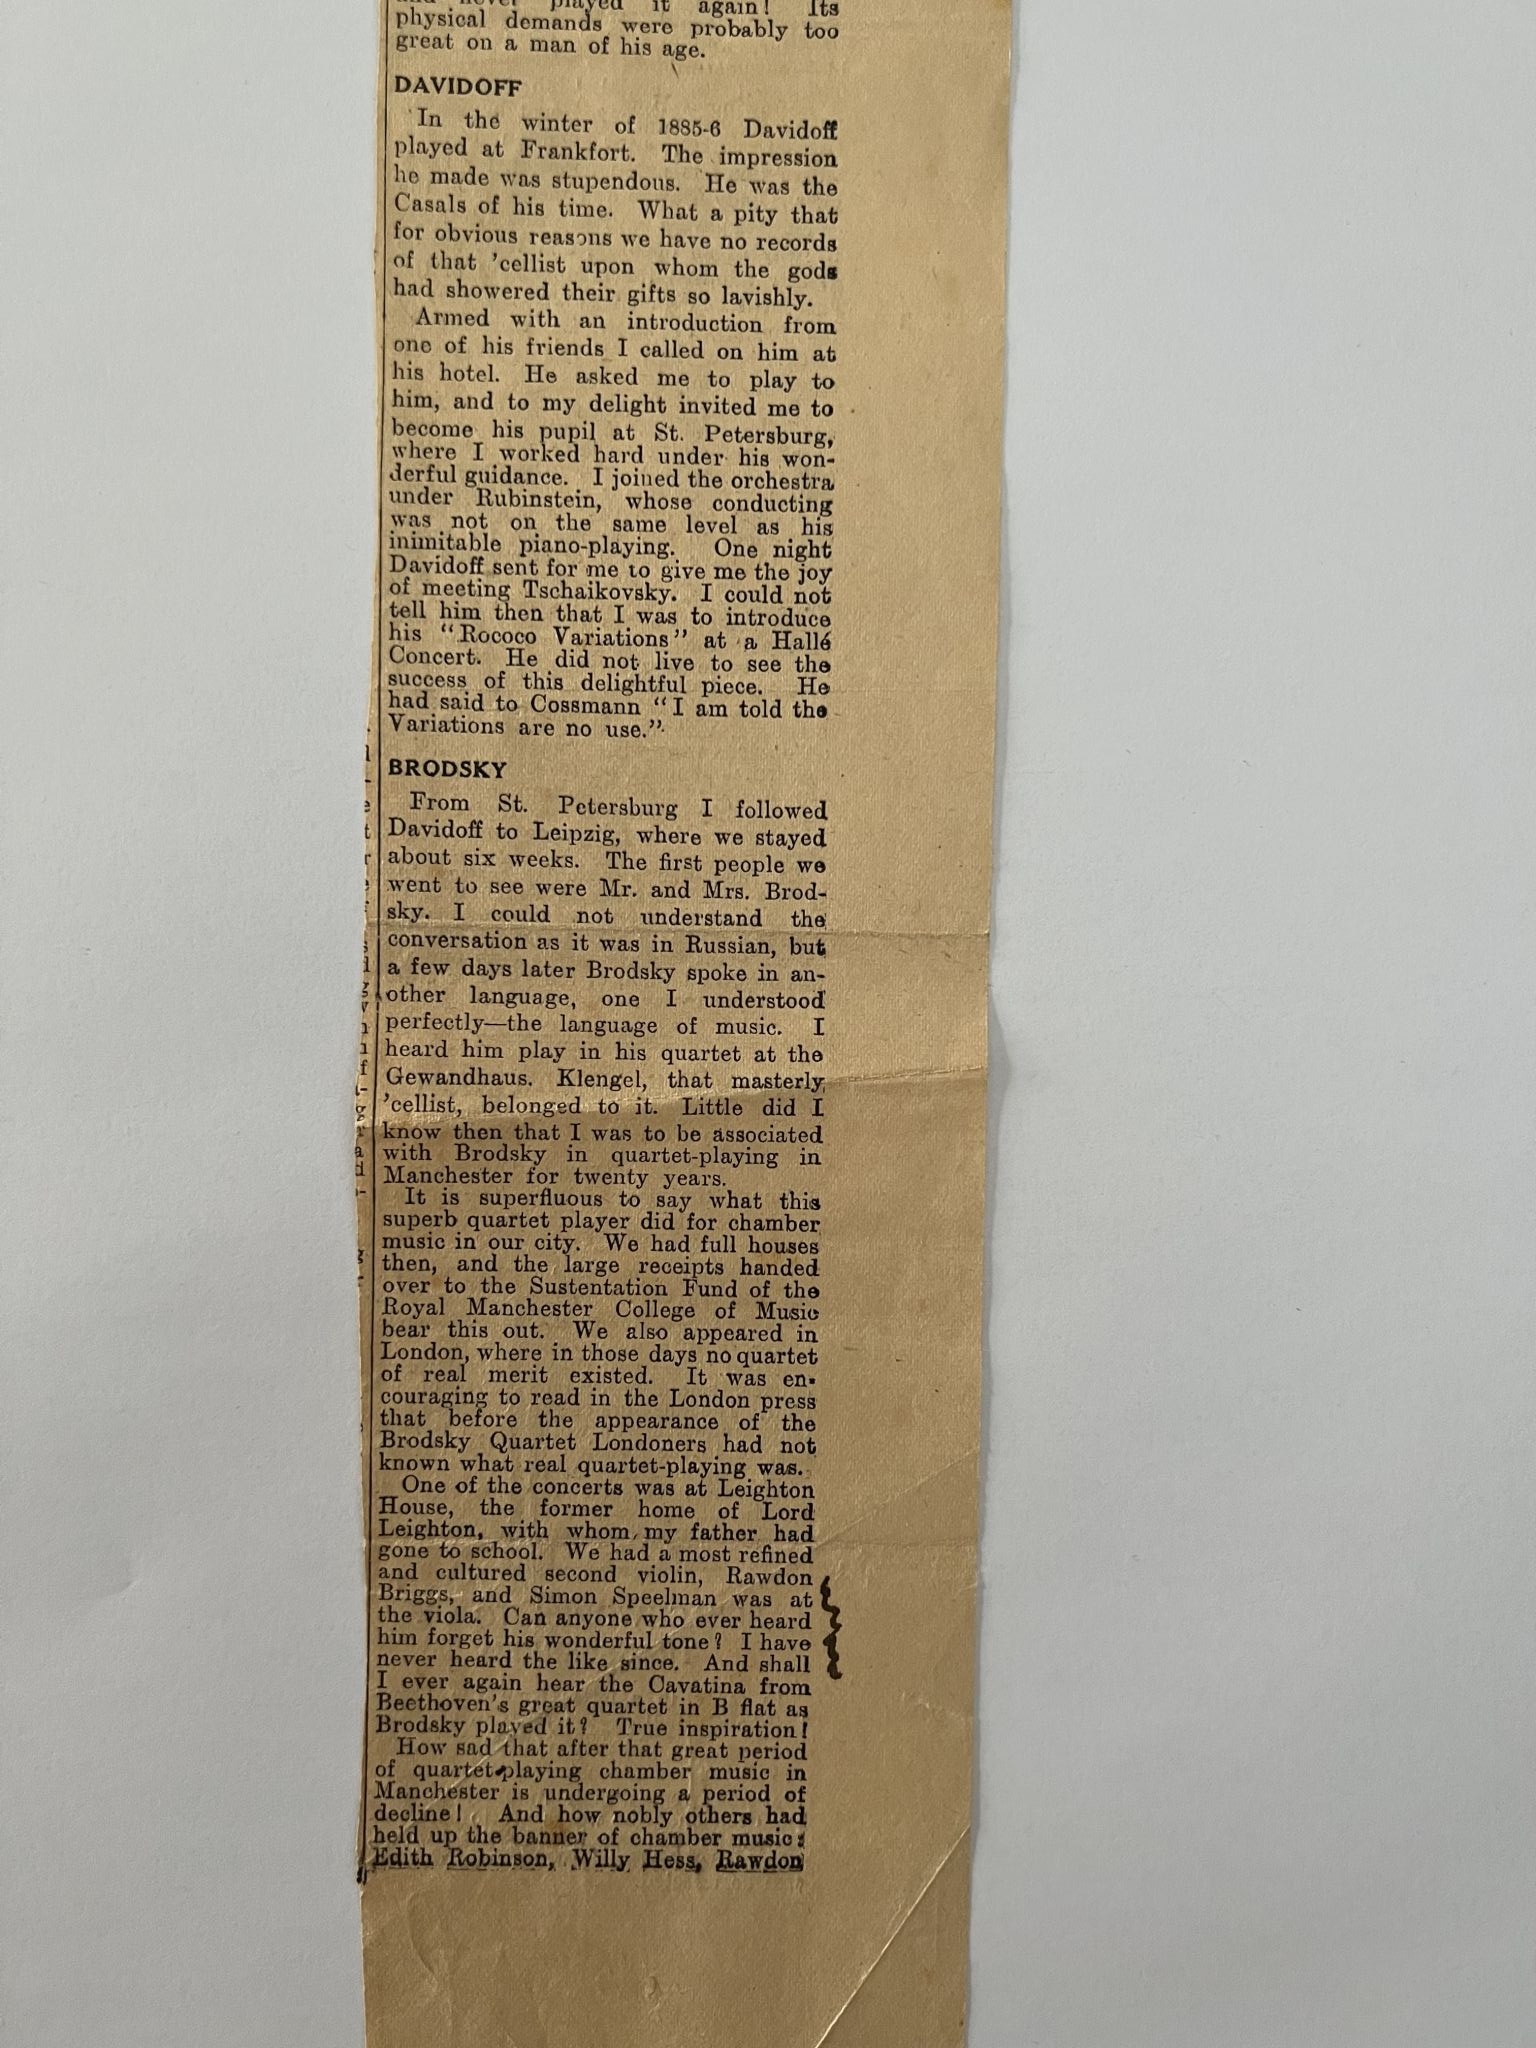 and never played it again! Its
physical demands were probably too
great on a man of his age.
DAVIDOFF
In the winter of 1885-6 Davidoff
played at Frankfort. The impression
he made was stupendous. He was the
Casals of his time. What a pity that
for obvious reasons we have no records
of that 'cellist upon whom the gods
had showered their gifts so lavishly.
Armed with an introduction from
one of his friends I called on him at
his hotel. He asked me to play to
him, and to my delight invited me to
become his pupil at St. Petersburg,
where I worked hard under his won-
derful guidance. I joined the orchestra
under Rubinstein, whose conducting
was not on the same level as his
inimitable piano-playing. One night
Davidoff sent for me to give me the joy
of meeting Tschaikovsky. I could not
tell him then that I was to introduce
his "Rococo Variations" at a Hallé
Concert. He did not live to see the
success of this delightful piece. He
had said to Cossmann "I am told the
Variations are no use."
BRODSKY
From St. Petersburg I followed
Davidoff to Leipzig, where we stayed
about six weeks. The first people we
went to see were Mr. and Mrs. Brod-
sky. I could not understand the
conversation as it was in Russian, but
a few days later Brodsky spoke in an-
other language, one I understood
perfectly—the language of music. I
heard him play in his quartet at the
Gewandhaus. Klengel, that masterly
'cellist, belonged to it. Little did I
know then that I was to be associated
with Brodsky in quartet-playing in
Manchester for twenty years.
It is superfluous to say what this
superb quartet player did for chamber
music in our city. We had full houses
then, and the large receipts handed
over to the Sustentation Fund of the
Royal Manchester College of Music
bear this out. We also appeared in
London, where in those days no quartet
of real merit existed. It was en-
couraging to read in the London press
that before the appearance of the
Brodsky Quartet Londoners had not
known what real quartet-playing was.
One of the concerts was at Leighton
House, the former home of Lord
Leighton, with whom my father had
gone to school. We had a most refined
and cultured second violin, Rawdon
Briggs, and Simon Speelman was at
the viola. Can anyone who ever heard
him forget his wonderful tone? I have
never heard the like since. And shall
I ever again hear the Cavatina from
Beethoven's great quartet in B flat as
Brodsky played it? True inspiration!
How sad that after that great period
of quartet-playing chamber music in
Manchester is undergoing a period of
decline! And how nobly others had
held up the banner of chamber music:
Edith Robinson, Willy Hess, Rawdon